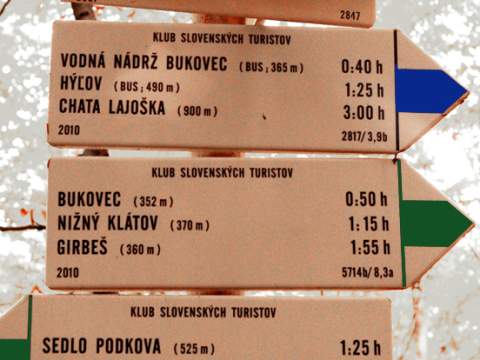 2847
KLUB SLOVENSKÝCH TURISTOV
VODNÁ NÁDRŽ BUKOVEC (BUS; 365 m) 0:40 h
HÝĽOV (BUS; 490 m) 1:25 h
CHATA LAJOŠKA (900 m) 3:00 h
2010 2817/3,9b
KLUB SLOVENSKÝCH TURISTOV
BUKOVEC (352 m) 0:50 h
NIŽNÝ KLÁTOV (370 m) 1:15 h
GIRBEŠ (360 m) 1:55 h
2010 5714b/8,3a
KLUB SLOVENSKÝCH TURISTOV
SEDLO PODKOVA (525 m) 1:25 h